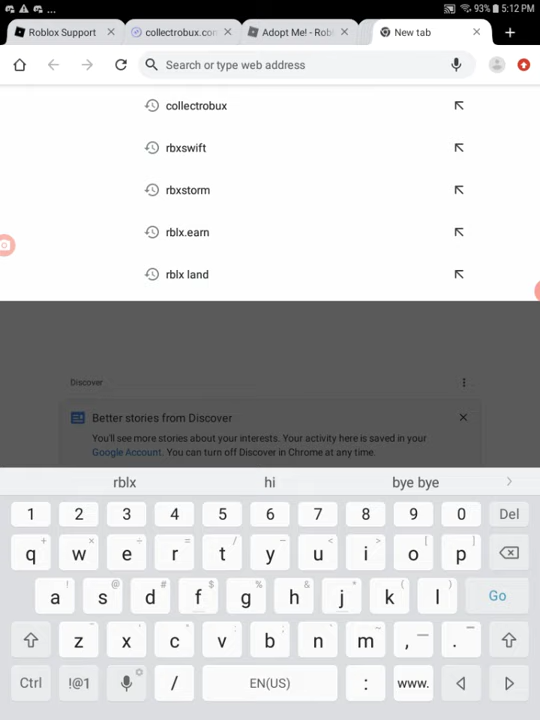 ... 93% 5:12 PM
Roblox Support collectrobux.con Adopt Me! - Rob New tab
Search or type web address
collectrobux
rbxswift
rbxstorm
rblx.earn
rblx land
Discover
Better stories from Discover
You'll see more stories about your interests. Your activity here is saved in your
Google Account. You can turn off Discover in Chrome at any time.
rblx hi bye bye
1 2 3 4 5 6 7 8 9 0 Del
+ × ÷ = / _ < > [ ]
q w e r t y u i o p
! @ # $ % ^ & * ( )
a s d f g h j k l Go
z x c v b n m , .
Ctrl !@1 / EN(US) : www.